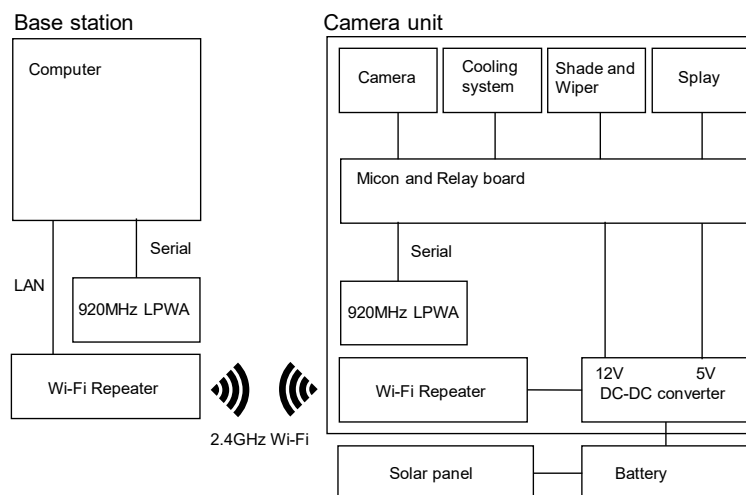 Base station
Camera unit
Computer
Camera
Cooling
system
Shade and
Wiper
Splay
Micon and Relay board
Serial
Serial
LAN
920MHz LPWA
920MHz LPWA
12V
5V
DC-DC converter
Wi-Fi Repeater
Wi-Fi Repeater
2.4GHz Wi-Fi
Solar panel
Battery